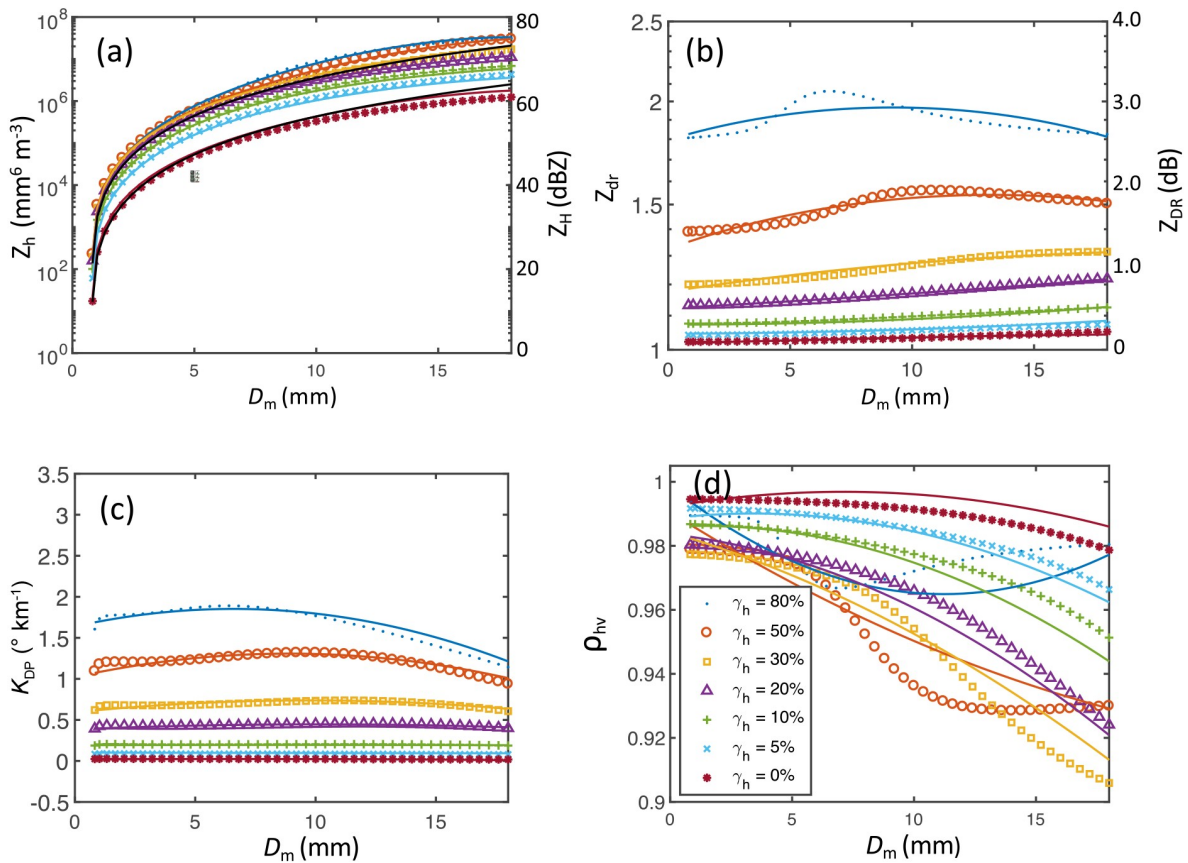 (a)
10^8
10^6
10^4
10^2
10^0
Z_h (mm^6 m^-3)
80
60
40
20
0
Z_H (dBZ)
0 5 10 15
D_m (mm)
(b)
2.5
2
1.5
1
Z_dr
4.0
3.0
2.0
1.0
0
Z_DR (dB)
0 5 10 15
D_m (mm)
(c)
3.5
3
2.5
2
1.5
1
0.5
0
-0.5
K_DP (° km^-1)
0 5 10 15
D_m (mm)
(d)
1
0.98
0.96
0.94
0.92
0.9
ρ_hv
γ_h = 80%
γ_h = 50%
γ_h = 30%
γ_h = 20%
γ_h = 10%
γ_h = 5%
γ_h = 0%
0 5 10 15
D_m (mm)